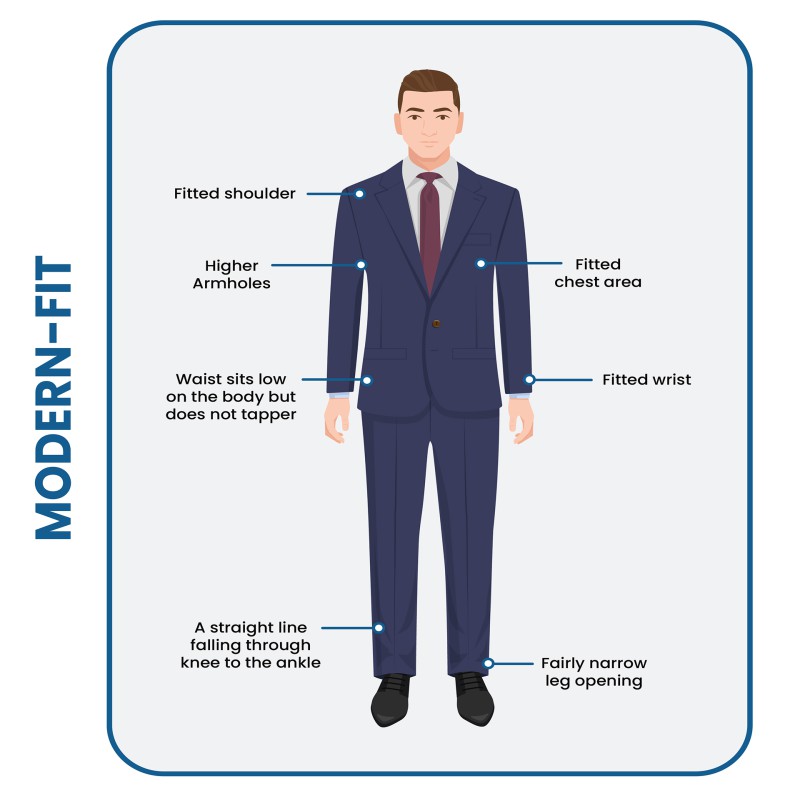 MODERN-FIT
Fitted shoulder
Higher
Armholes
Fitted
chest area
Waist sits low
on the body but
does not tapper
Fitted wrist
A straight line
falling through
knee to the ankle
Fairly narrow
leg opening